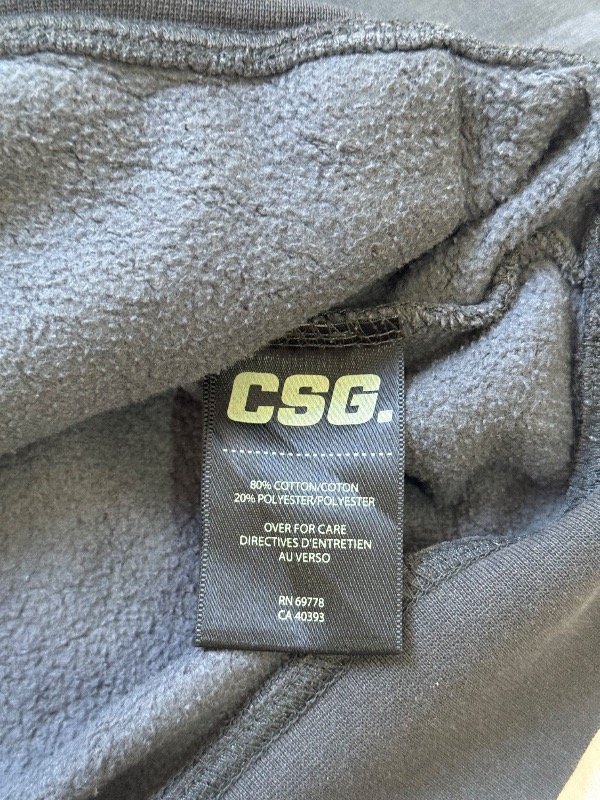 CSG.
80% COTTON/COTON
20% POLYESTER/POLYESTER
OVER FOR CARE
DIRECTIVES D'ENTRETIEN
AU VERSO
RN 69778
CA 40393